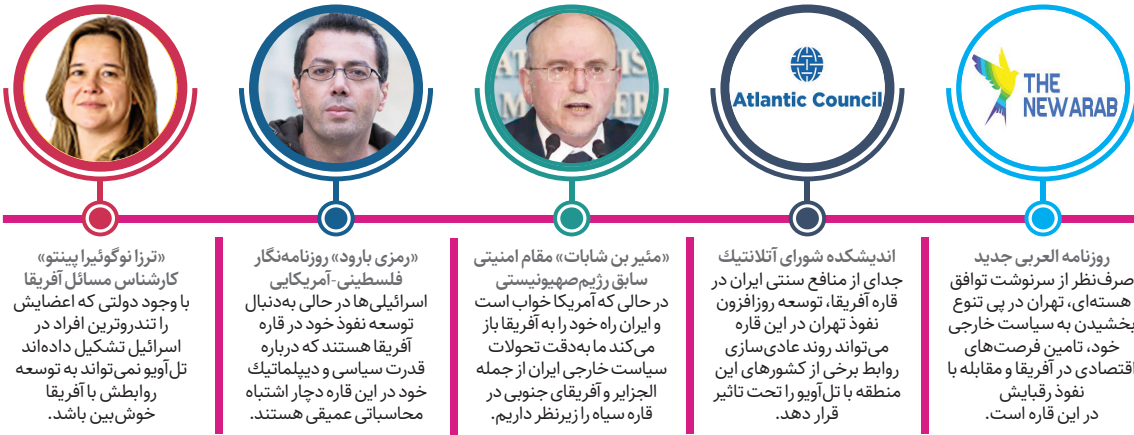 THE
NEW ARAB
روزنامه العربی جدید
صرف‌نظر از سرنوشت توافق
هسته‌ای، تهران در پی تنوع
بخشیدن به سیاست خارجی
خود، تامین فرصت‌های
اقتصادی در آفریقا و مقابله با
نفوذ رقبایش
در این قاره است.
Atlantic Council
اندیشکده شورای آتلانتیك
جدای از منافع سنتی ایران در
قاره آفریقا، توسعه روزافزون
نفوذ تهران در این قاره
می‌تواند روند عادی‌سازی
روابط برخی از کشورهای این
منطقه با تل‌آویو را تحت تاثیر
قرار دهد.
«مئیر بن شابات» مقام امنیتی
سابق رژیم‌صهیونیستی
در حالی که آمریکا خواب است
و ایران راه خود را به آفریقا باز
می‌کند ما به‌دقت تحولات
سیاست خارجی ایران از جمله
الجزایر و آفریقای جنوبی در
قاره سیاه را زیرنظر داریم.
«رمزی بارود» روزنامه‌نگار
فلسطینی-آمریکایی
اسرائیلی‌ها در حالی به‌دنبال
توسعه نفوذ خود در قاره
آفریقا هستند که درباره
قدرت سیاسی و دیپلماتیك
خود در این قاره دچار اشتباه
محاسباتی عمیقی هستند.
«ترزا نوگوئیرا پینتو»
کارشناس مسائل آفریقا
با وجود دولتی که اعضایش
را تندروترین افراد در
اسرائیل تشکیل داده‌اند
تل‌آویو نمی‌تواند به توسعه
روابطش با آفریقا
خوش‌بین باشد.